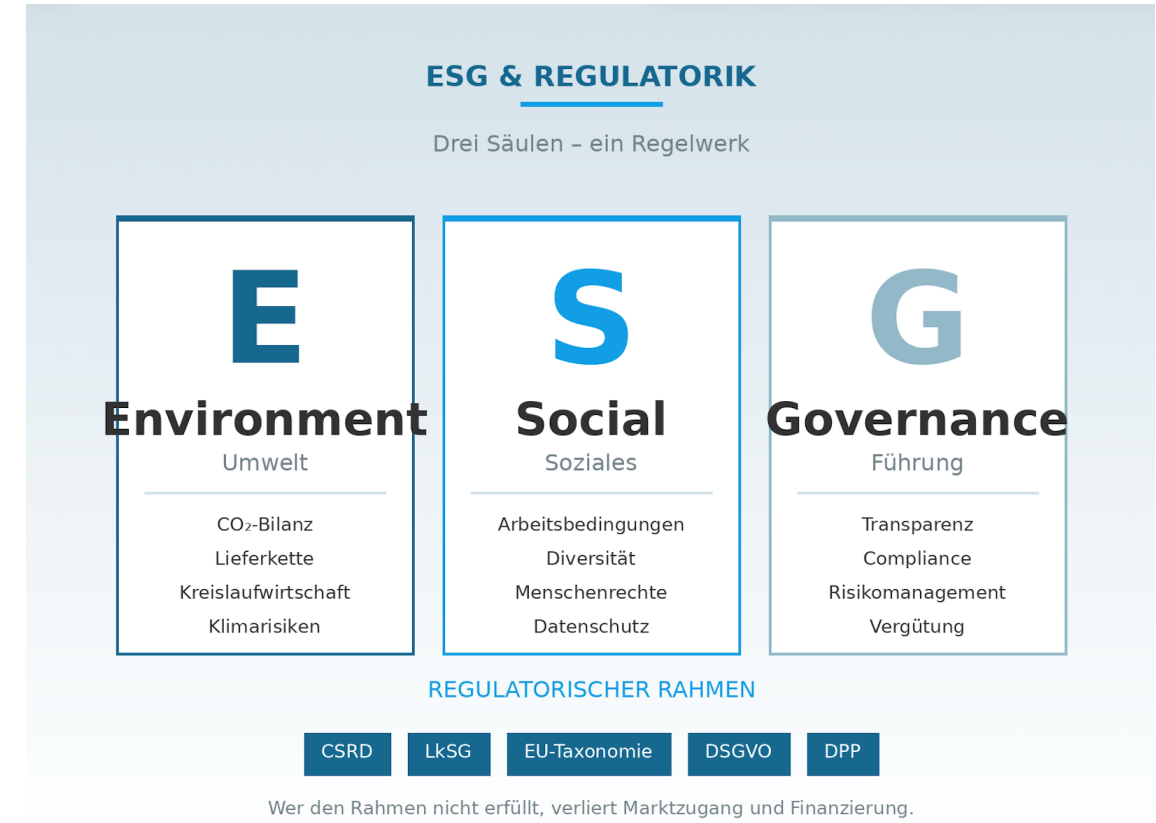 ESG & REGULATORIK
Drei Säulen – ein Regelwerk
E
Environment
Umwelt
CO₂-Bilanz
Lieferkette
Kreislaufwirtschaft
Klimarisiken
S
Social
Soziales
Arbeitsbedingungen
Diversität
Menschenrechte
Datenschutz
G
Governance
Führung
Transparenz
Compliance
Risikomanagement
Vergütung
REGULATORISCHER RAHMEN
CSRD LkSG EU-Taxonomie DSGVO DPP
Wer den Rahmen nicht erfüllt, verliert Marktzugang und Finanzierung.